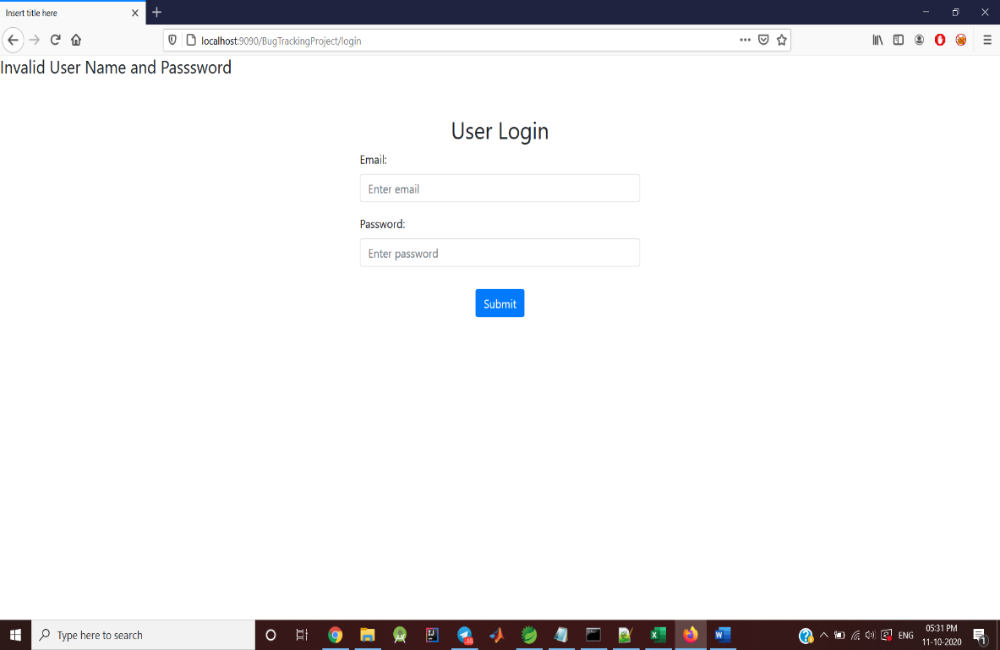 Insert title here
localhost:9090/BugTrackingProject/login
Invalid User Name and Passsword
User Login
Email:
Enter email
Password:
Enter password
Submit
Type here to search
ENG
05:31 PM
11-10-2020
1